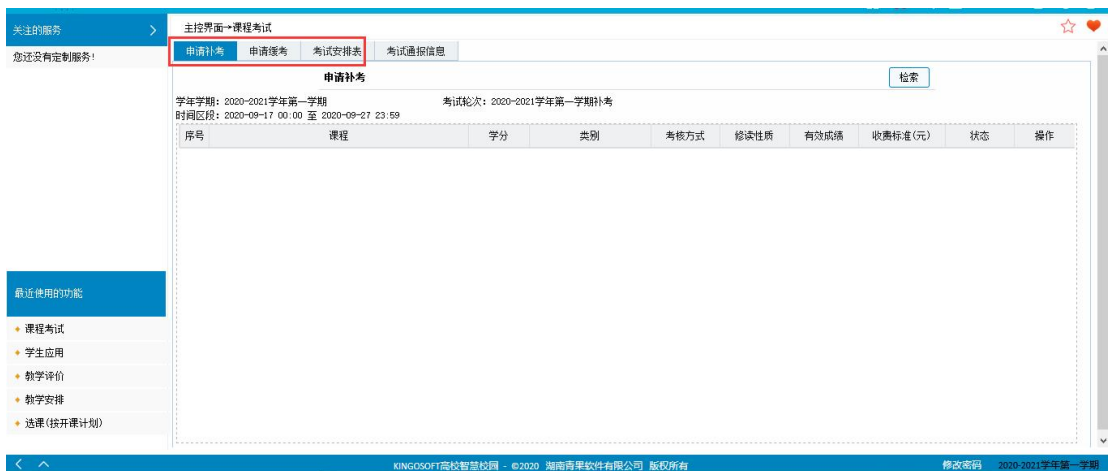 关注的服务
您还没有定制服务!
主控界面→课程考试
申请补考 申请缓考 考试安排表 考试通报信息
申请补考 检索
学年学期: 2020-2021学年第一学期 考试轮次: 2020-2021学年第一学期补考
时间区段: 2020-09-17 00:00 至 2020-09-27 23:59
序号 课程 学分 类别 考核方式 修读性质 有效成绩 收费标准(元) 状态 操作
最近使用的功能
课程考试
学生应用
教学评价
教学安排
选课(按开课计划)
KINGOSOFT高校智慧校园 - ©2020 湖南青果软件有限公司 版权所有 修改密码 2020-2021学年第一学期